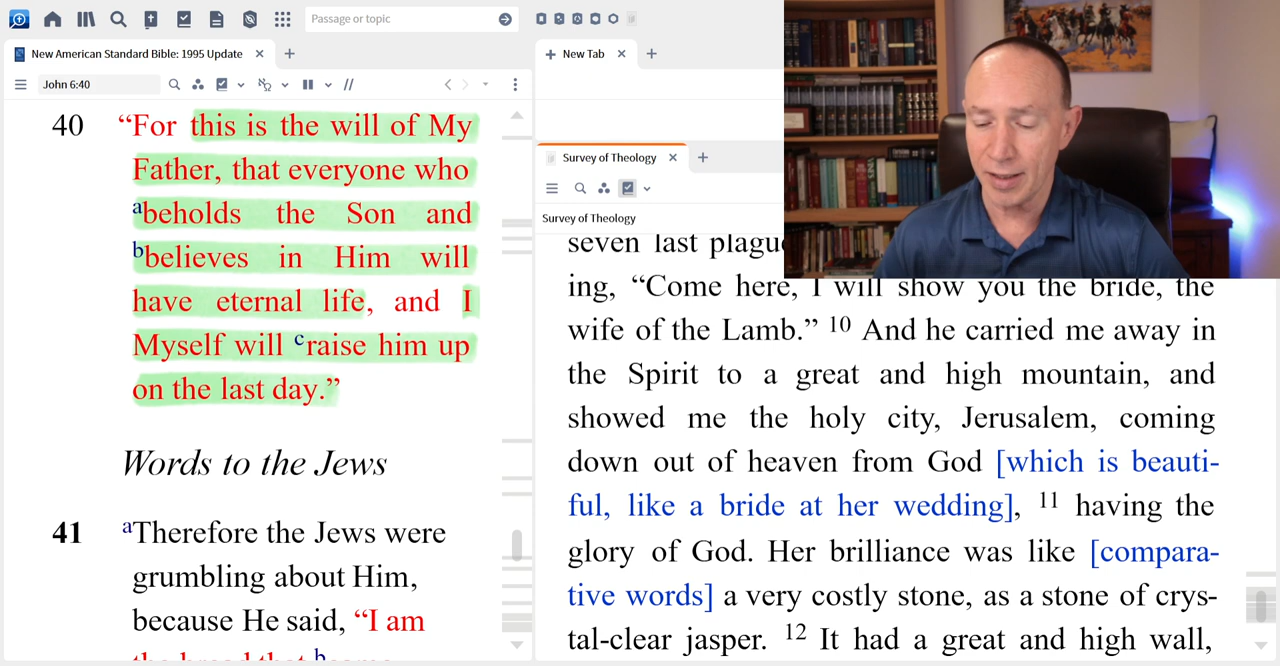 Passage or topic
New American Standard Bible: 1995 Update
John 6:40
40 “For this is the will of My
Father, that everyone who
abeholds the Son and
bbelieves in Him will
have eternal life, and I
Myself will craise him up
on the last day.”
Words to the Jews
41 aTherefore the Jews were
grumbling about Him,
because He said, “I am
the bread that bcome
New Tab
Survey of Theology
Survey of Theology
seven last plagu
ing, “Come here, I will show you the bride, the
wife of the Lamb.” 10 And he carried me away in
the Spirit to a great and high mountain, and
showed me the holy city, Jerusalem, coming
down out of heaven from God [which is beauti-
ful, like a bride at her wedding], 11 having the
glory of God. Her brilliance was like [compara-
tive words] a very costly stone, as a stone of crys-
tal-clear jasper. 12 It had a great and high wall,